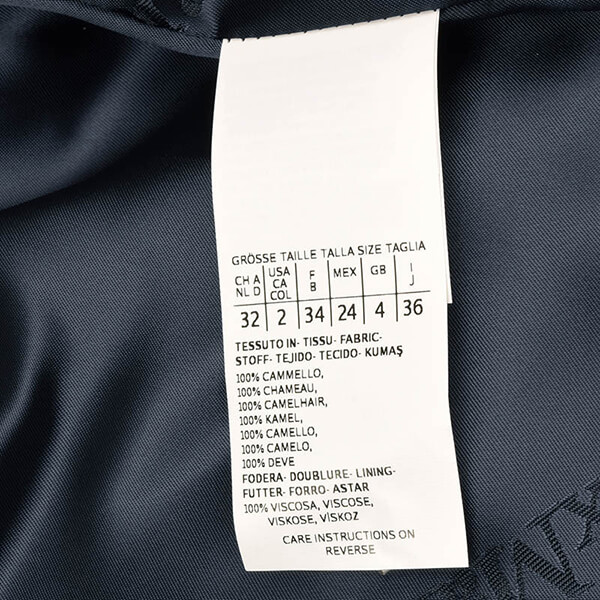 GRÖSSE TAILLE TALLA SIZE TAGLIA
CH A NL D | USA CA COL | F B | MEX | GB | I J
32 | 2 | 34 | 24 | 4 | 36
TESSUTO IN- TISSU- FABRIC-
STOFF- TEJIDO- TECIDO- KUMAŞ
100% CAMMELLO,
100% CHAMEAU,
100% CAMELHAIR,
100% KAMEL,
100% CAMELLO,
100% CAMELO,
100% DEVE
FODERA- DOUBLURE- LINING-
FUTTER- FORRO- ASTAR
100% VISCOSA, VISCOSE,
VISKOSE, VİSKOZ
CARE INSTRUCTIONS ON
REVERSE